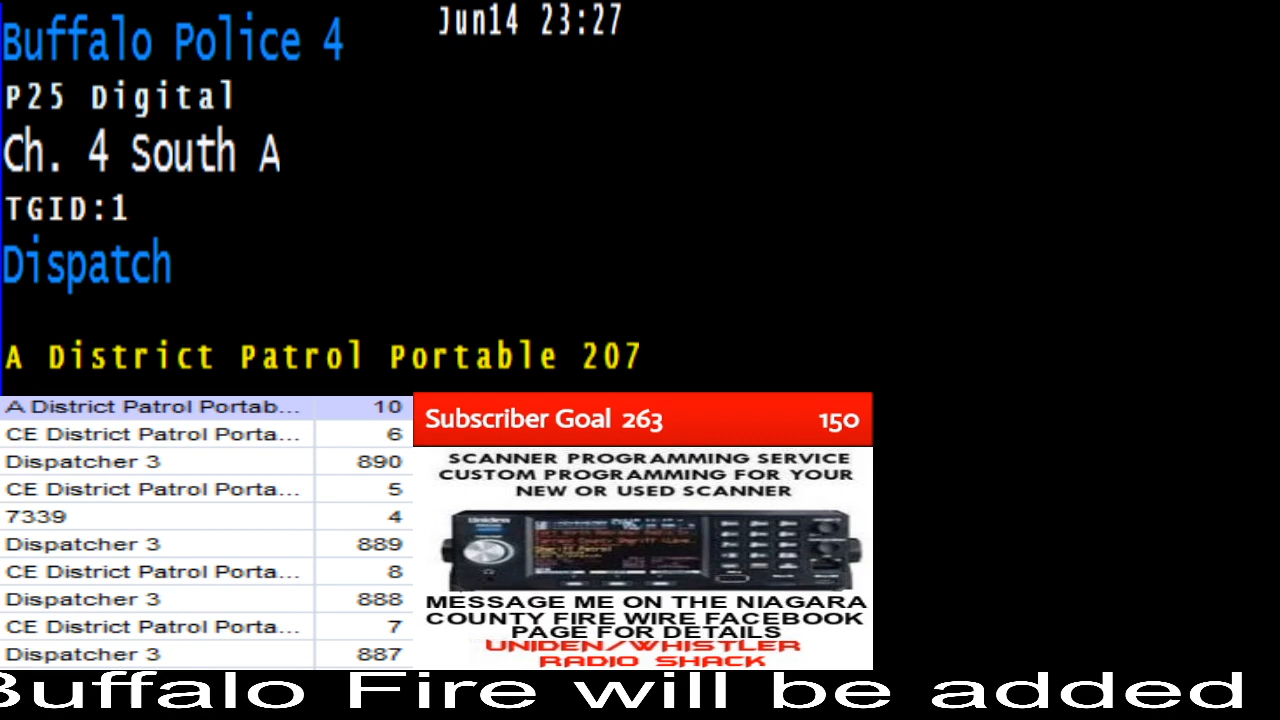 Buffalo Police 4
Jun14 23:27
P25 Digital
Ch. 4 South A
TGID:1
Dispatch
A District Patrol Portable 207
A District Patrol Portab... 10
CE District Patrol Porta... 6
Dispatcher 3 890
CE District Patrol Porta... 5
7339 4
Dispatcher 3 889
CE District Patrol Porta... 8
Dispatcher 3 888
CE District Patrol Porta... 7
Dispatcher 3 887
Subscriber Goal 263 150
SCANNER PROGRAMMING SERVICE
CUSTOM PROGRAMMING FOR YOUR
NEW OR USED SCANNER
Uniden
MESSAGE ME ON THE NIAGARA
COUNTY FIRE WIRE FACEBOOK
PAGE FOR DETAILS
UNIDEN/WHISTLER
RADIO SHACK
Buffalo Fire will be added